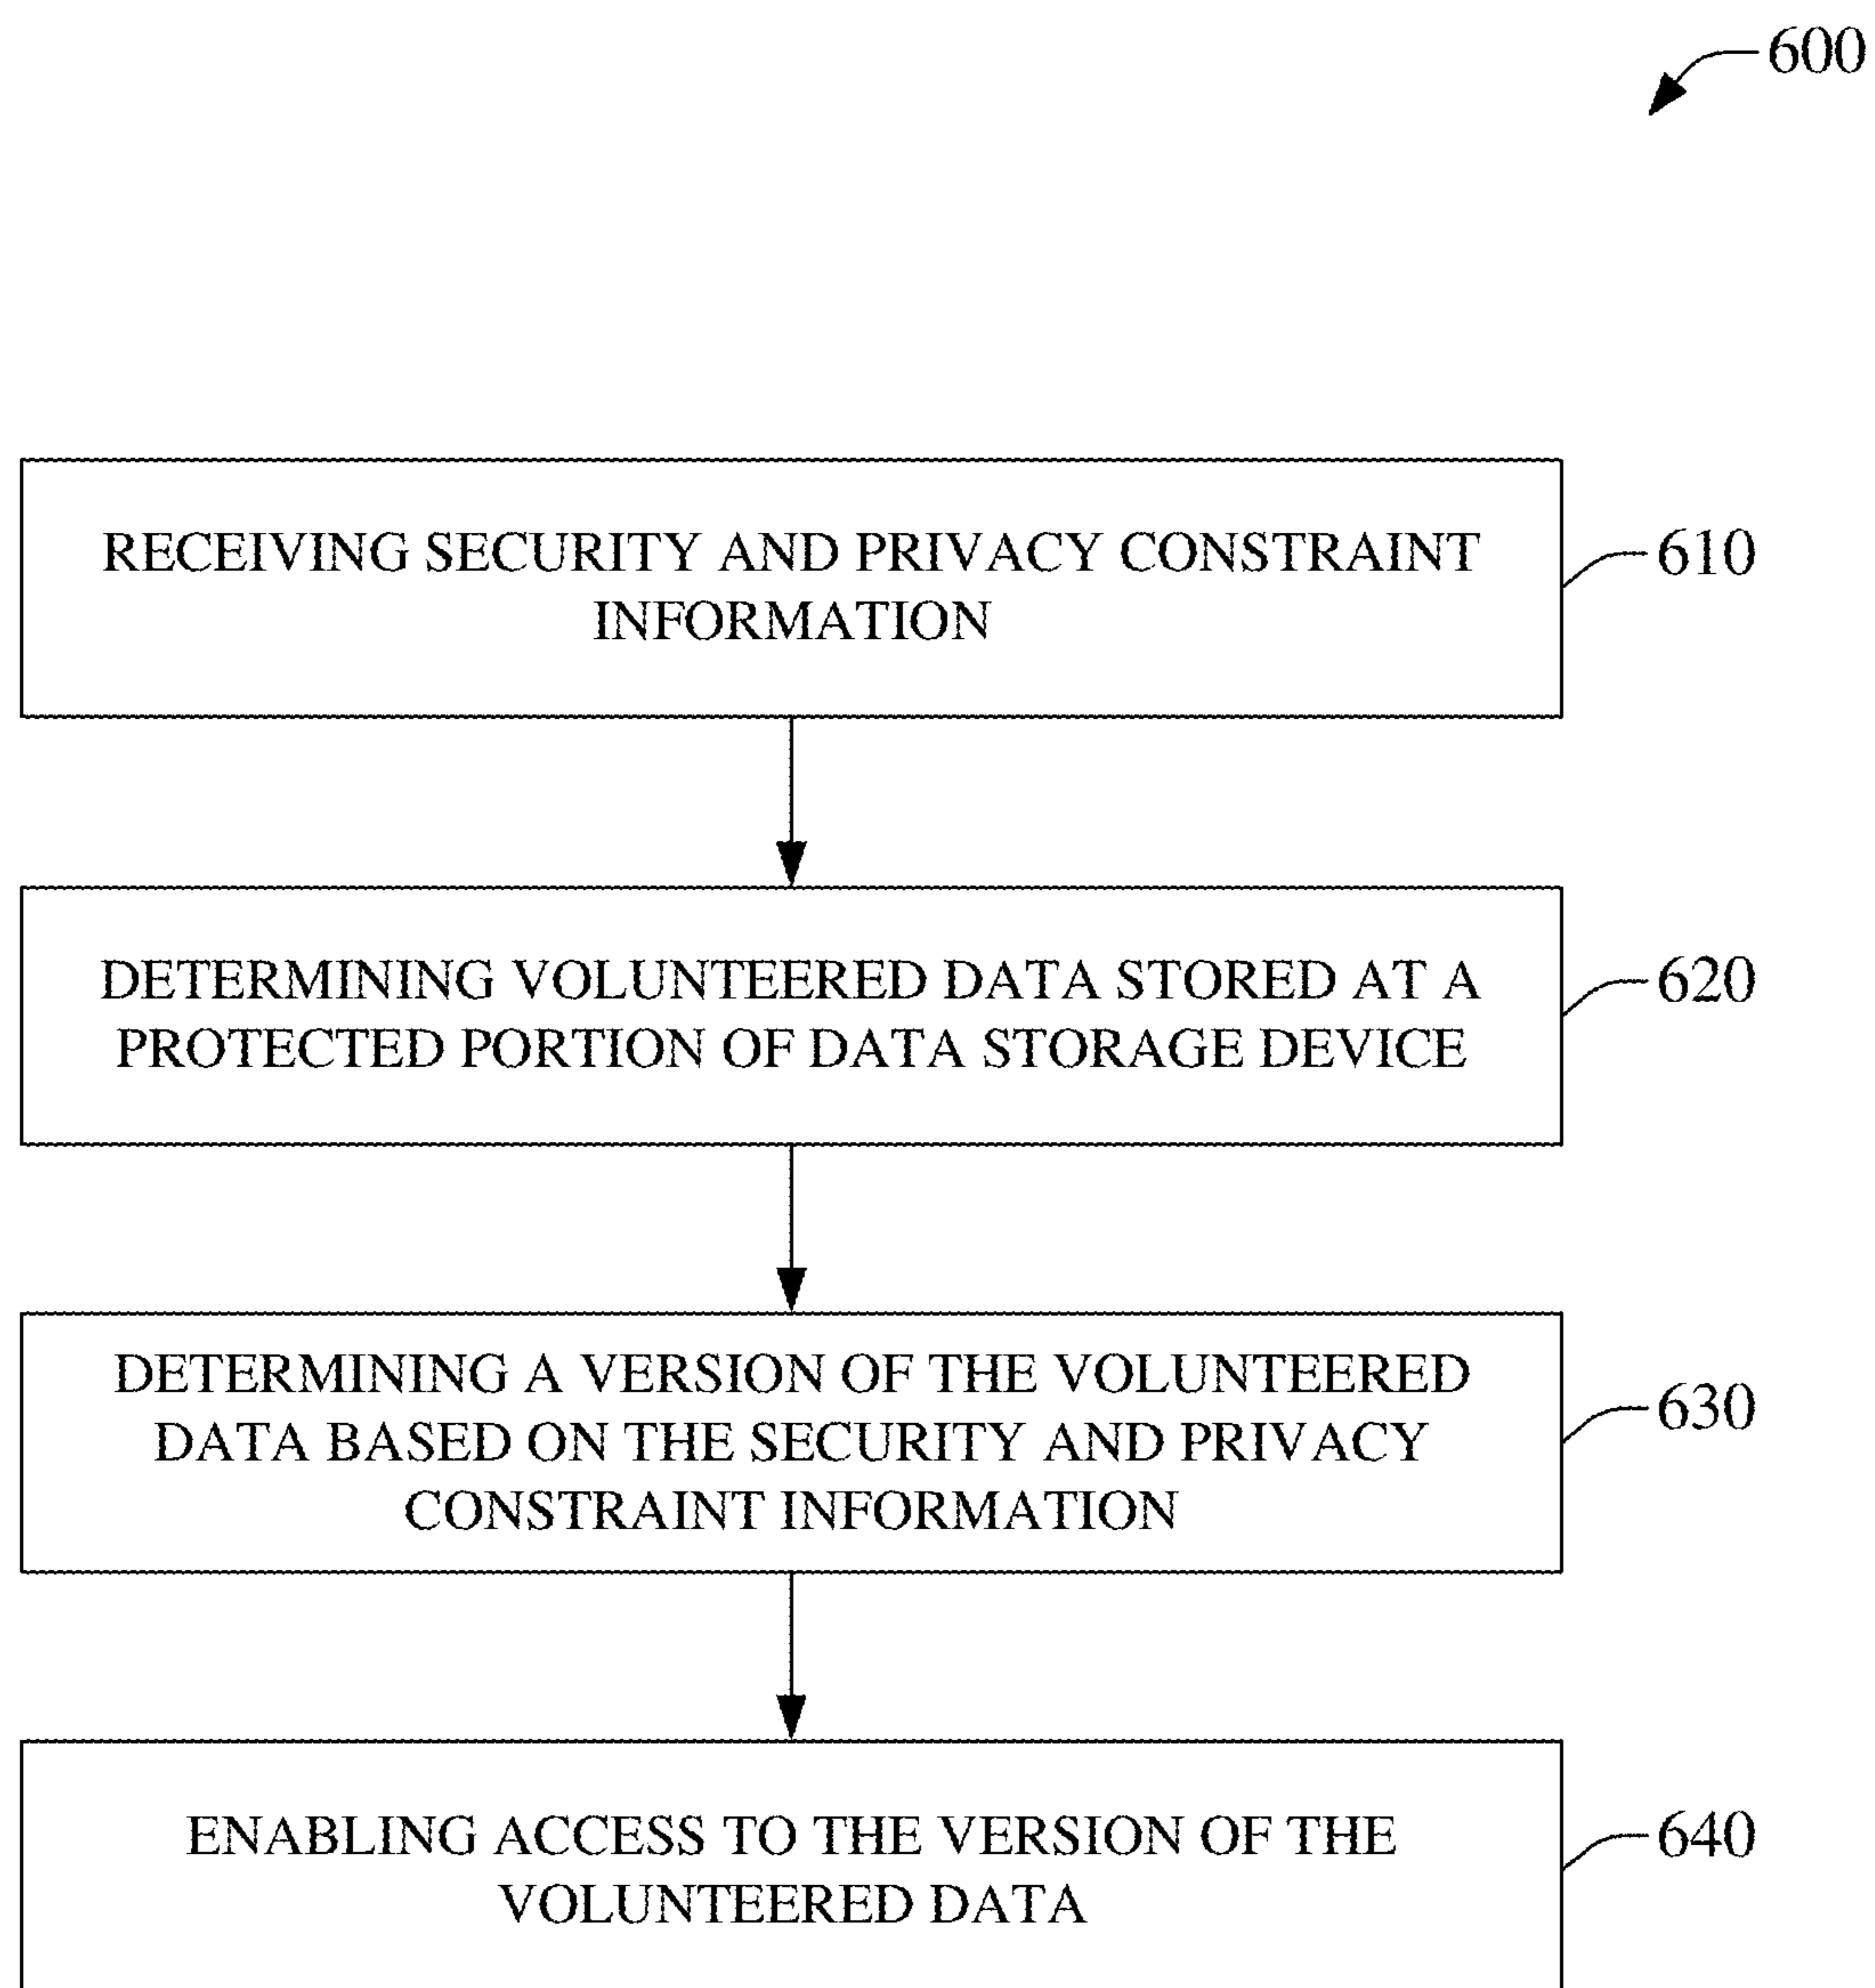 600
RECEIVING SECURITY AND PRIVACY CONSTRAINT
INFORMATION
610
DETERMINING VOLUNTEERED DATA STORED AT A
PROTECTED PORTION OF DATA STORAGE DEVICE
620
DETERMINING A VERSION OF THE VOLUNTEERED
DATA BASED ON THE SECURITY AND PRIVACY
CONSTRAINT INFORMATION
630
ENABLING ACCESS TO THE VERSION OF THE
VOLUNTEERED DATA
640